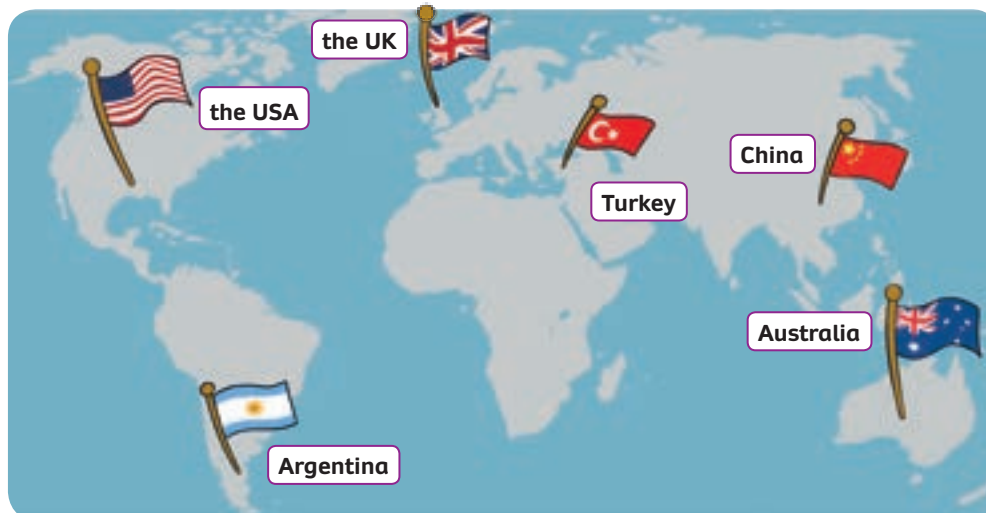 the UK
the USA
China
Turkey
Australia
Argentina